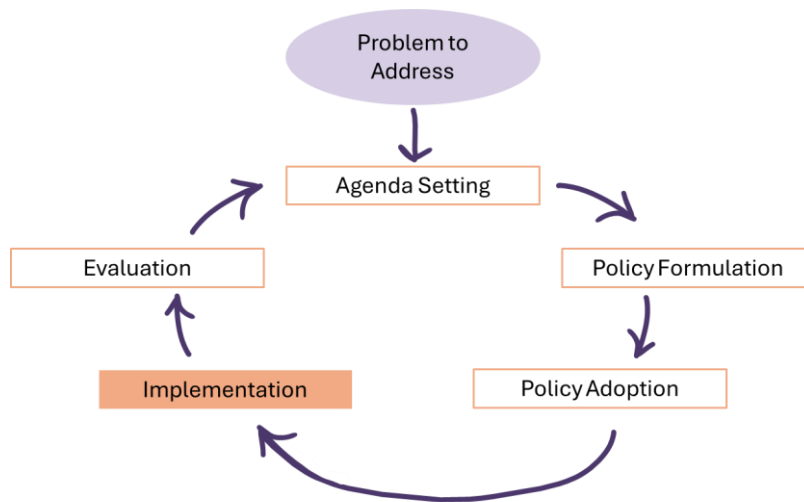 Problem to
Address
Agenda Setting
Evaluation
Policy Formulation
Implementation
Policy Adoption